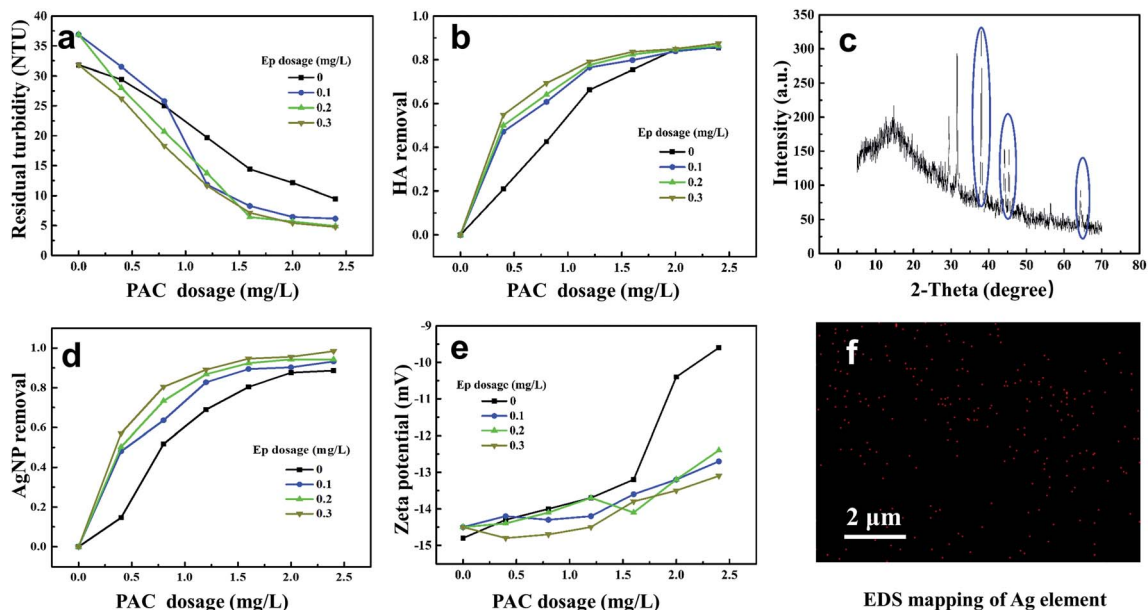 a
Residual turbidity (NTU)
40
35
30
25
20
15
10
5
0
Ep dosage (mg/L)
0
0.1
0.2
0.3
0.0 0.5 1.0 1.5 2.0 2.5
PAC dosage (mg/L)
b
HA removal
1.0
0.8
0.6
0.4
0.2
0.0
Ep dosage (mg/L)
0
0.1
0.2
0.3
0.0 0.5 1.0 1.5 2.0 2.5
PAC dosage (mg/L)
c
Intensity (a.u.)
350
300
250
200
150
100
50
0
0 10 20 30 40 50 60 70 80
2-Theta (degree)
d
AgNP removal
1.0
0.8
0.6
0.4
0.2
0.0
Ep dosage (mg/L)
0
0.1
0.2
0.3
0.0 0.5 1.0 1.5 2.0 2.5
PAC dosage (mg/L)
e
Zeta potential (mV)
-9
-10
-11
-12
-13
-14
-15
Ep dosage (mg/L)
0
0.1
0.2
0.3
0.0 0.5 1.0 1.5 2.0 2.5
PAC dosage (mg/L)
f
2 µm
EDS mapping of Ag element